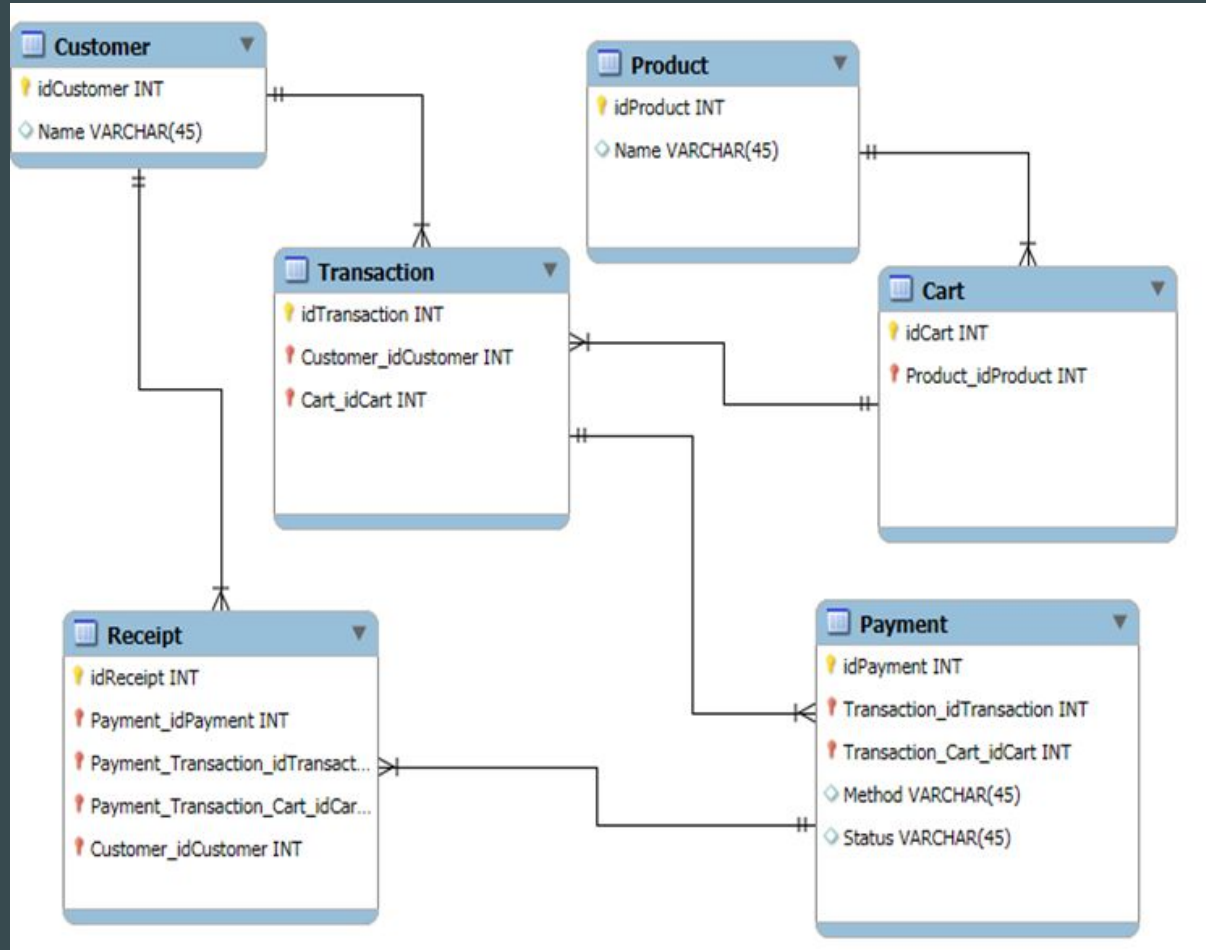 Customer
idCustomer INT
Name VARCHAR(45)
Product
idProduct INT
Name VARCHAR(45)
Transaction
idTransaction INT
Customer_idCustomer INT
Cart_idCart INT
Cart
idCart INT
Product_idProduct INT
Receipt
idReceipt INT
Payment_idPayment INT
Payment_Transaction_idTransact...
Payment_Transaction_Cart_idCar...
Customer_idCustomer INT
Payment
idPayment INT
Transaction_idTransaction INT
Transaction_Cart_idCart INT
Method VARCHAR(45)
Status VARCHAR(45)